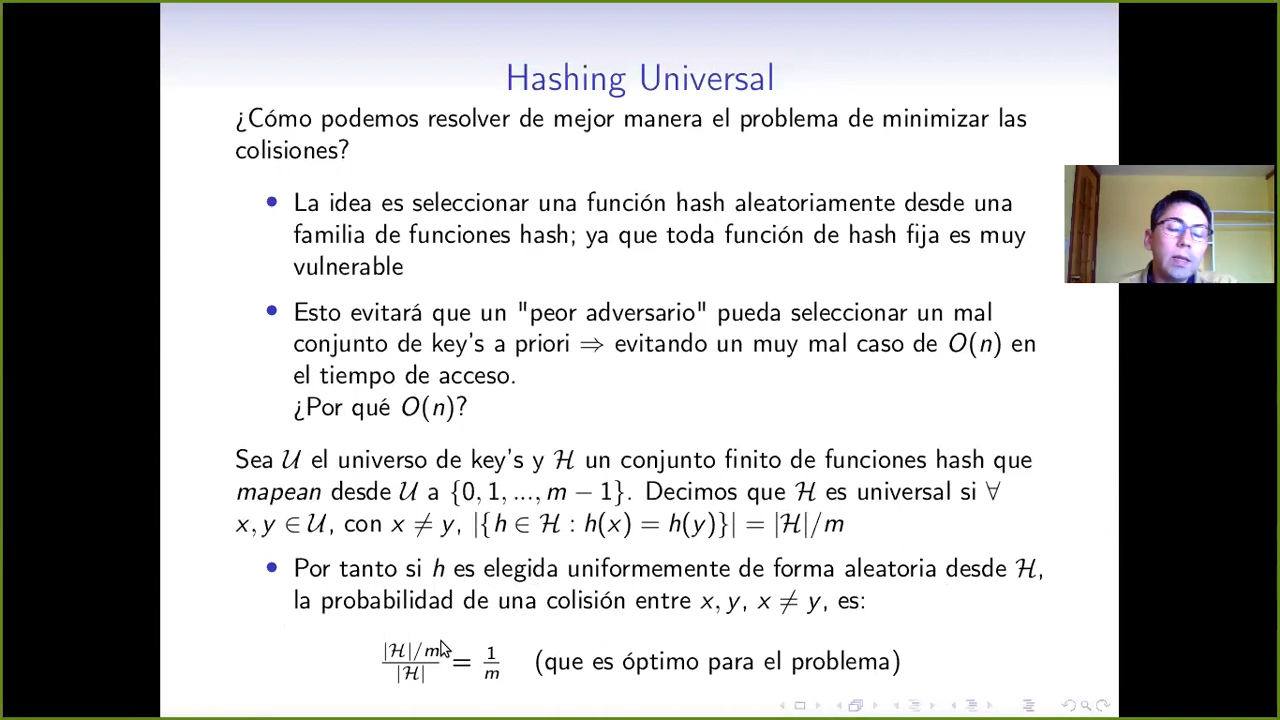 Hashing Universal
¿Cómo podemos resolver de mejor manera el problema de minimizar las
colisiones?
• La idea es seleccionar una función hash aleatoriamente desde una
familia de funciones hash; ya que toda función de hash fija es muy
vulnerable
• Esto evitará que un "peor adversario" pueda seleccionar un mal
conjunto de key's a priori ⇒ evitando un muy mal caso de O(n) en
el tiempo de acceso.
¿Por qué O(n)?
Sea 𝒰 el universo de key's y ℋ un conjunto finito de funciones hash que
mapean desde 𝒰 a {0, 1, ..., m − 1}. Decimos que ℋ es universal si ∀
x, y ∈ 𝒰, con x ≠ y, |{h ∈ ℋ : h(x) = h(y)}| = |ℋ|/m
• Por tanto si h es elegida uniformemente de forma aleatoria desde ℋ,
la probabilidad de una colisión entre x, y, x ≠ y, es:
(|ℋ|/m)/|ℋ| = 1/m (que es óptimo para el problema)